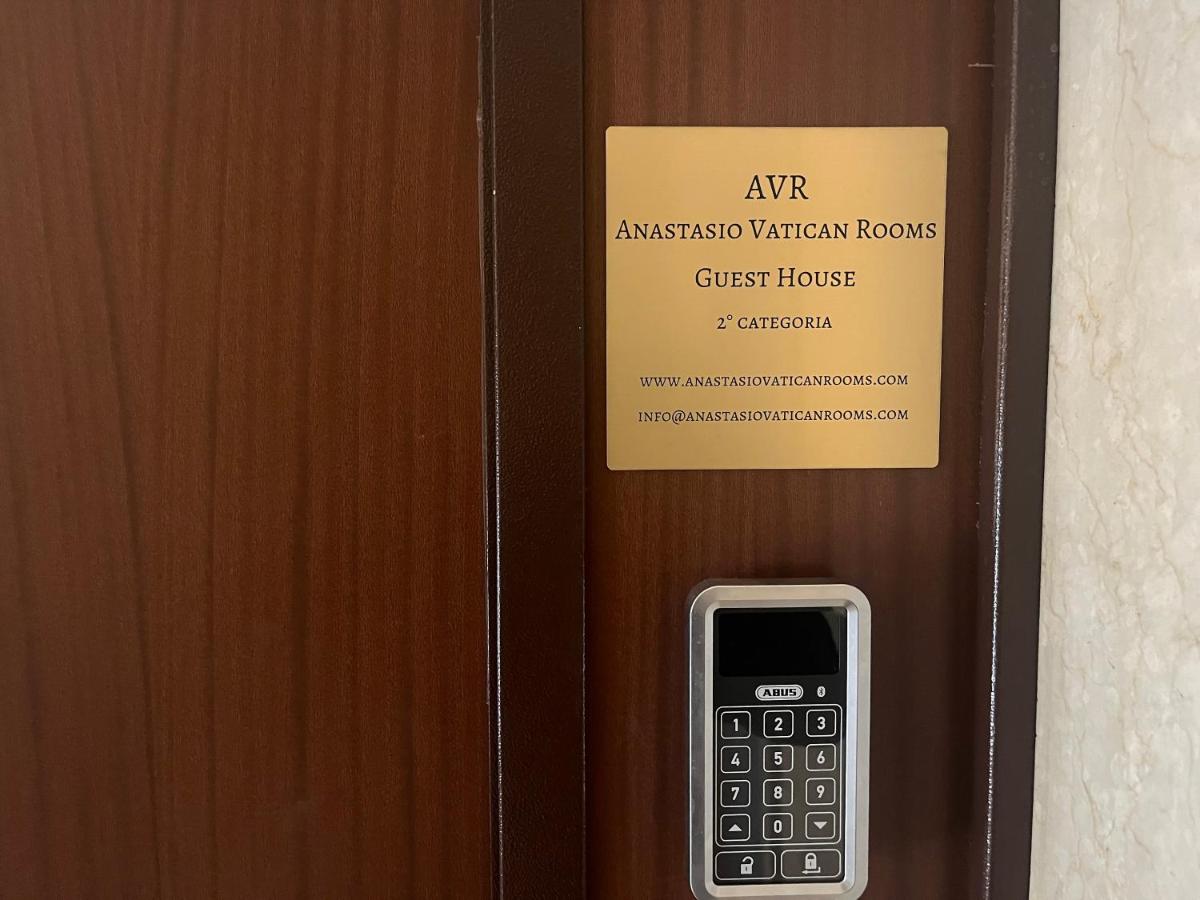 AVR
Anastasio Vatican Rooms
Guest House
2° categoria
www.anastasiovaticanrooms.com
info@anastasiovaticanrooms.com
ABUS
1 2 3
4 5 6
7 8 9
0